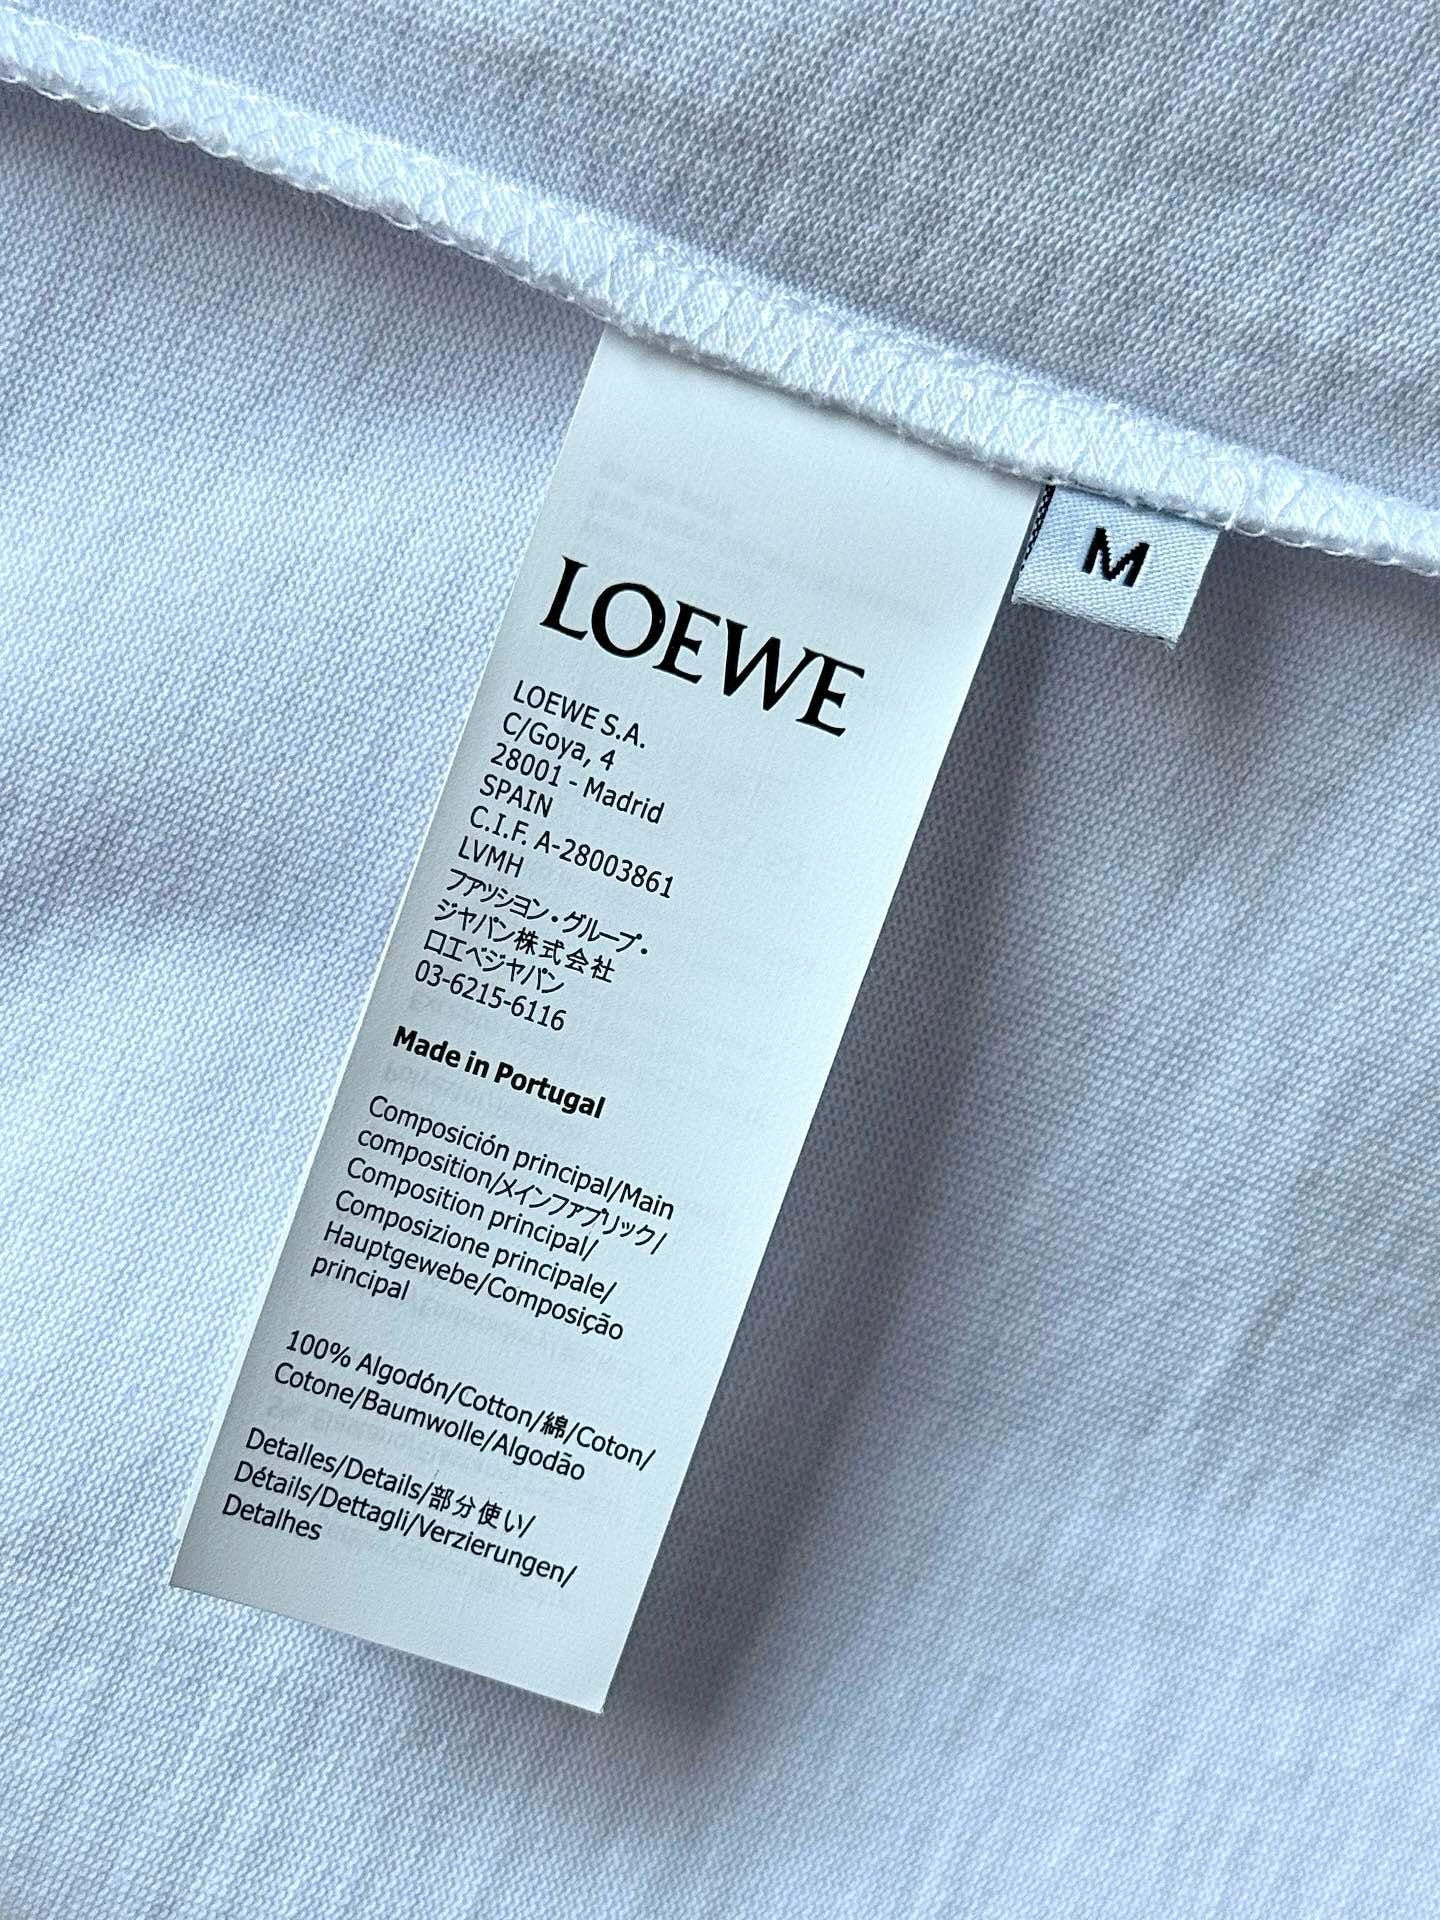 LOEWE
M
LOEWE S.A.
C/Goya, 4
28001 - Madrid
SPAIN
C.I.F. A-28003861
LVMH
ファッション・グループ・
ジャパン株式会社
ロエベジャパン
03-6215-6116
Made in Portugal
Composición principal/Main
composition/メインファブリック/
Composition principal/
Composizione principale/
Hauptgewebe/Composição
principal
100% Algodón/Cotton/綿/Coton/
Cotone/Baumwolle/Algodão
Detalles/Details/部分使い/
Détails/Dettagli/Verzierungen/
Detalhes